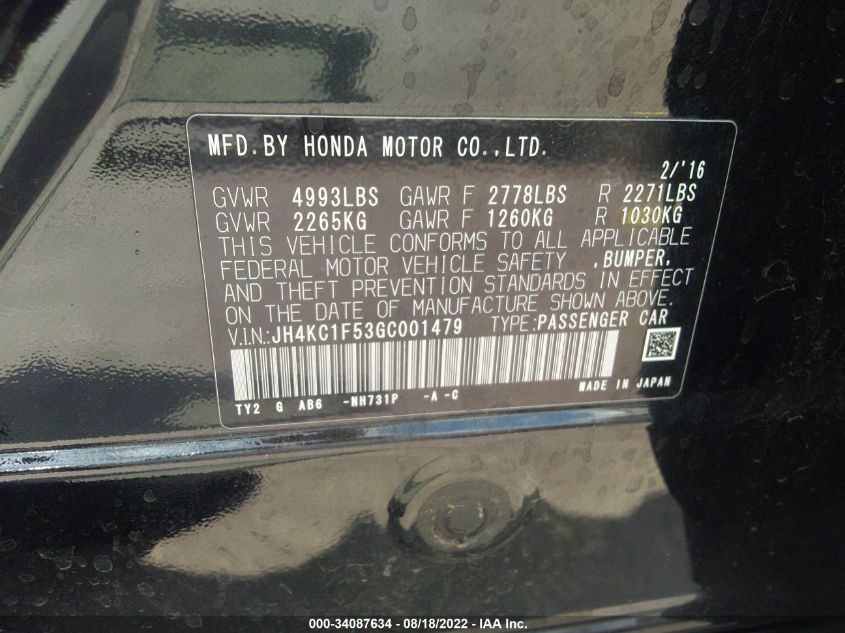 MFD. BY HONDA MOTOR CO.,LTD.
2/'16
GVWR 4993LBS GAWR F 2778LBS R 2271LBS
GVWR 2265KG GAWR F 1260KG R 1030KG
THIS VEHICLE CONFORMS TO ALL APPLICABLE
FEDERAL MOTOR VEHICLE SAFETY ,BUMPER,
AND THEFT PREVENTION STANDARDS IN EFFECT
ON THE DATE OF MANUFACTURE SHOWN ABOVE.
V.I.N.:JH4KC1F53GC001479 TYPE:PASSENGER CAR
TY2 G AB6 -NH731P -A -C MADE IN JAPAN
000-34087634 - 08/18/2022 - IAA Inc.